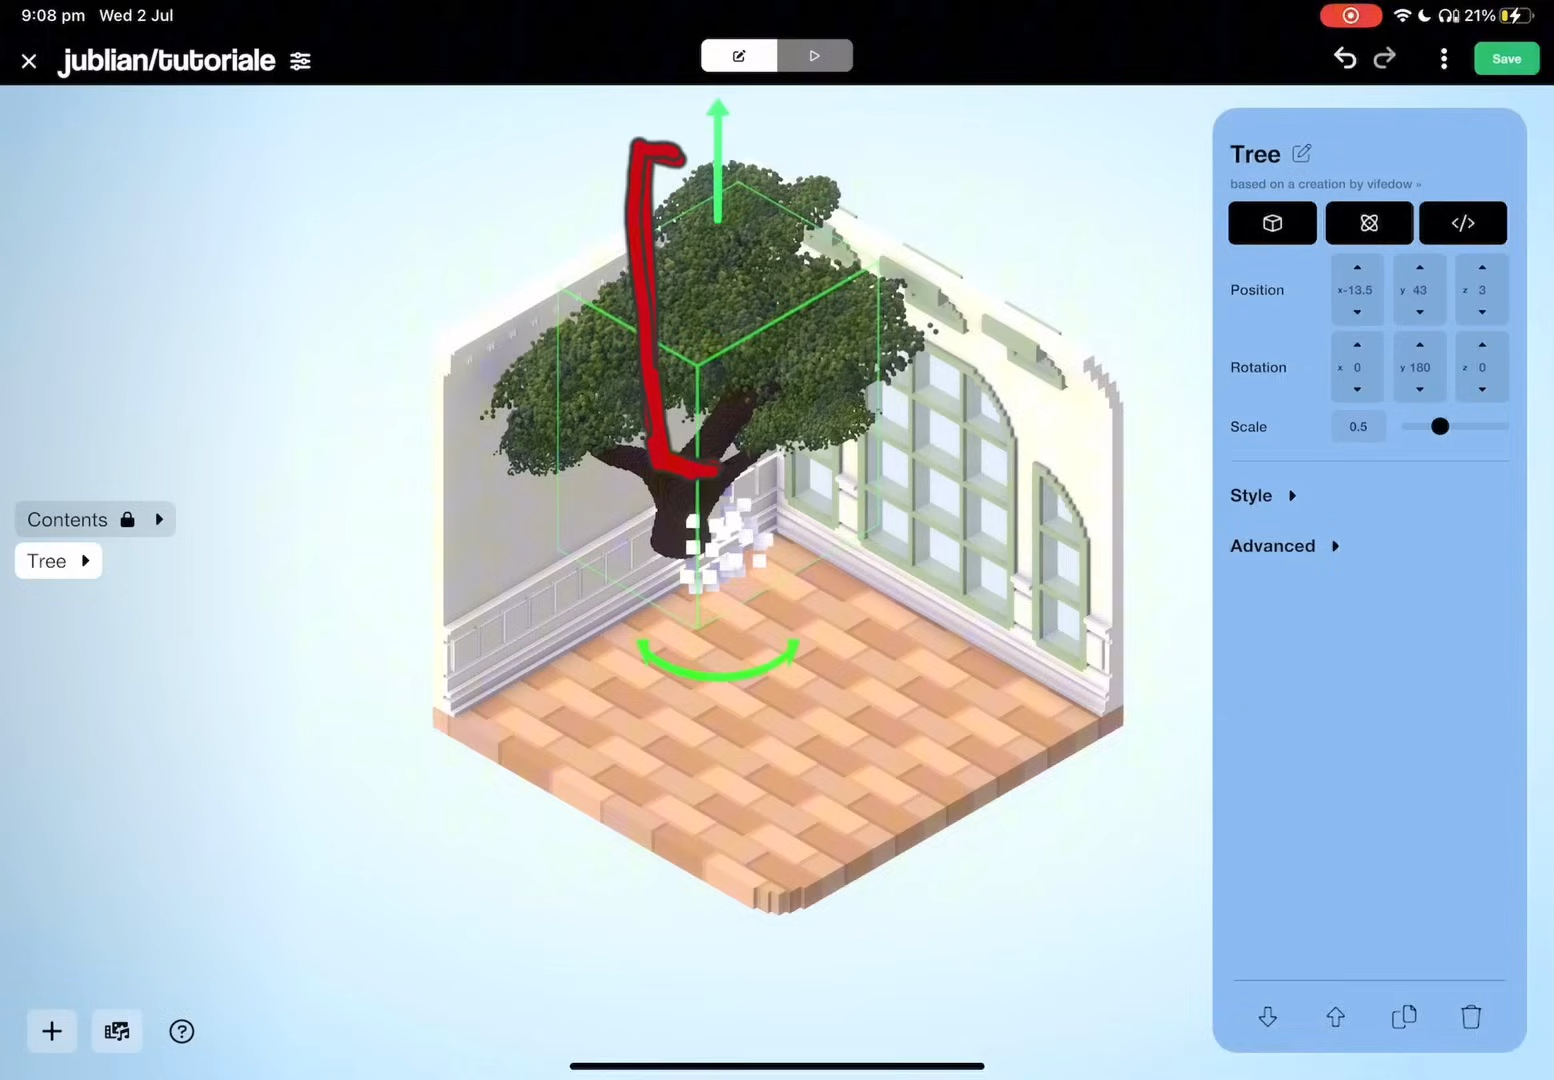 9:08 pm Wed 2 Jul
21%
jublian/tutoriale
Save
Tree
based on a creation by vifedow »
Position
x -13.5
y 43
z 3
Rotation
x 0
y 180
z 0
Scale
0.5
Style
Advanced
Contents
Tree